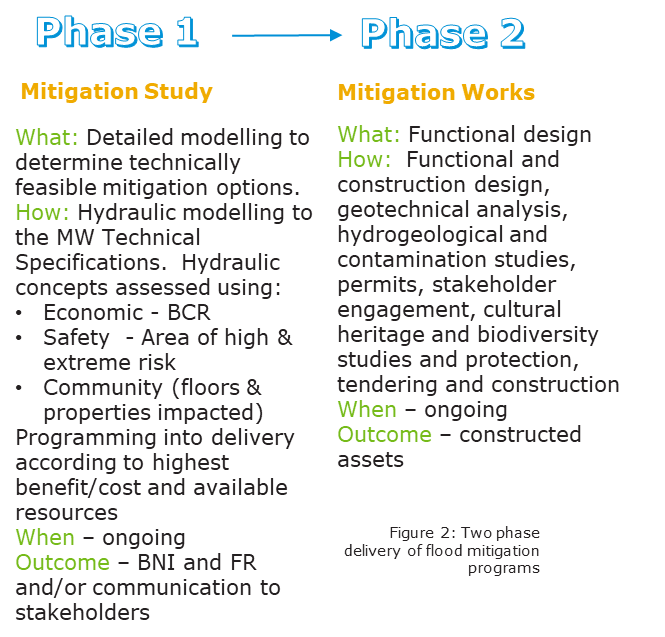 Phase 1
Phase 2
Mitigation Study
What: Detailed modelling to
determine technically
feasible mitigation options.
How: Hydraulic modelling to
the MW Technical
Specifications.  Hydraulic
concepts assessed using:
• Economic - BCR
• Safety  - Area of high &
extreme risk
• Community (floors &
properties impacted)
Programming into delivery
according to highest
benefit/cost and available
resources
When – ongoing
Outcome – BNI and FR
and/or communication to
stakeholders
Mitigation Works
What: Functional design
How:  Functional and
construction design,
geotechnical analysis,
hydrogeological and
contamination studies,
permits, stakeholder
engagement, cultural
heritage and biodiversity
studies and protection,
tendering and construction
When – ongoing
Outcome – constructed
assets
Figure 2: Two phase
delivery of flood mitigation
programs